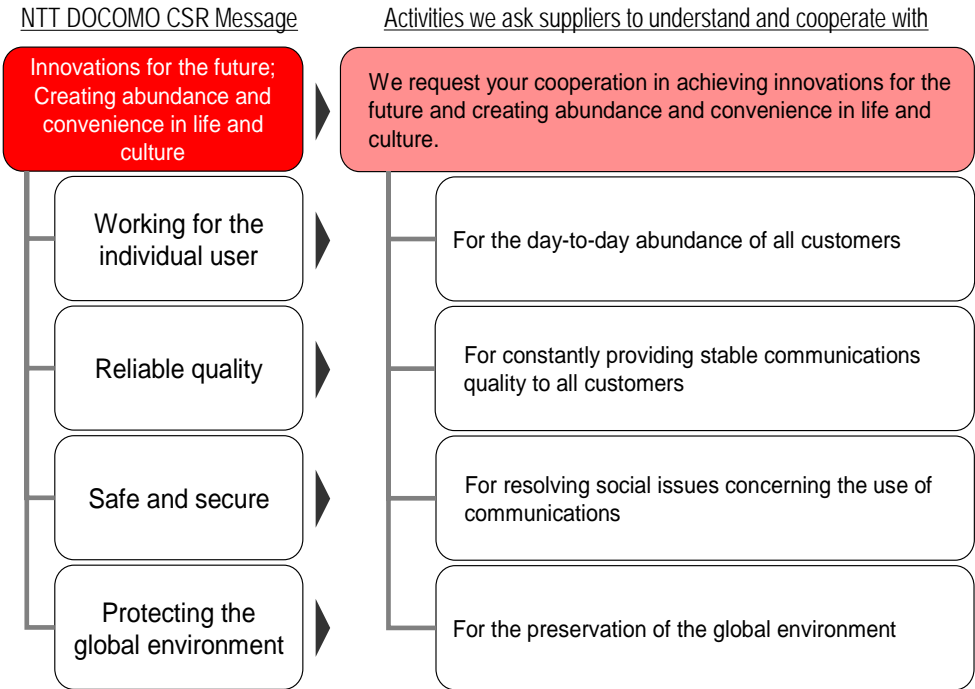 NTT DOCOMO CSR Message
Activities we ask suppliers to understand and cooperate with
Innovations for the future;
Creating abundance and
convenience in life and
culture
We request your cooperation in achieving innovations for the
future and creating abundance and convenience in life and
culture.
Working for the
individual user
For the day-to-day abundance of all customers
Reliable quality
For constantly providing stable communications
quality to all customers
Safe and secure
For resolving social issues concerning the use of
communications
Protecting the
global environment
For the preservation of the global environment